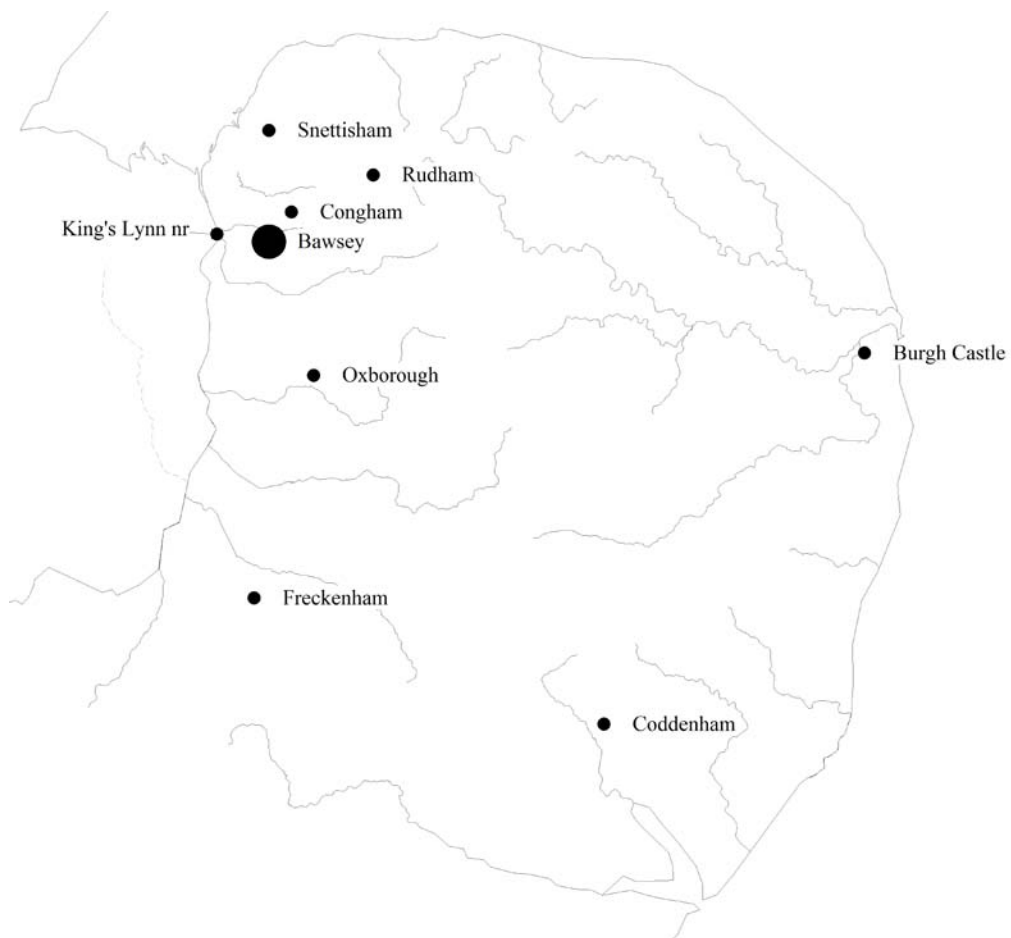 Snettisham
Rudham
Congham
King's Lynn nr
Bawsey
Burgh Castle
Oxborough
Freckenham
Coddenham